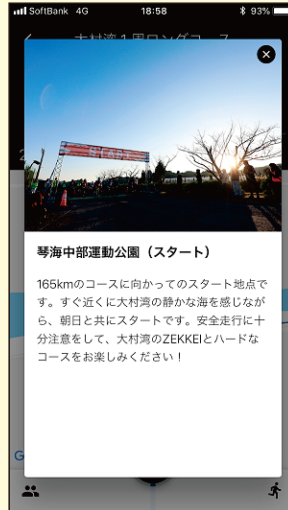 SoftBank 4G 18:58 93%
大村湾1周ロングコース
琴海中部運動公園（スタート）
165kmのコースに向かってのスタート地点で
す。すぐ近くに大村湾の静かな海を感じなが
ら、朝日と共にスタートです。安全走行に十
分注意をして、大村湾のZEKKEIとハードな
コースをお楽しみください！